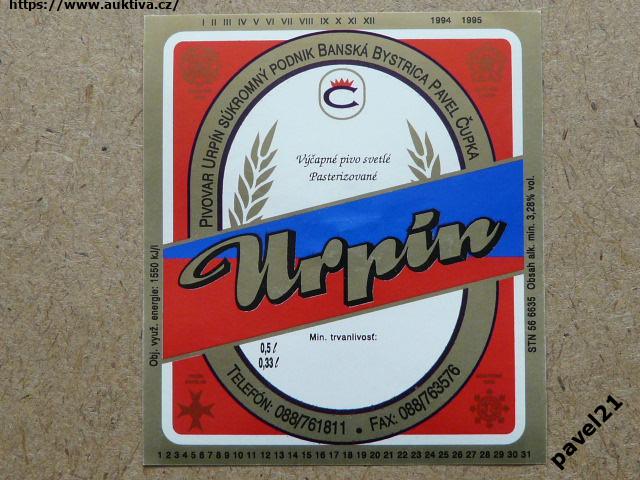 https://www.auktiva.cz/
I II III IV V VI VII VIII IX X XI XII 1994 1995
PIVOVAR URPÍN SÚKROMNÝ PODNIK BANSKÁ BYSTRICA PAVEL ČUPKA
C
Výčapné pivo svetlé
Pasterizované
Urpín
Obj. využ. energie: 1550 kJ/l
STN 56 6635 Obsah alk. min. 3,28% vol.
Min. trvanlivosť:
0,5 l
0,33 l
TELEFÓN: 088/761811 • FAX: 088/763576
1 2 3 4 5 6 7 8 9 10 11 12 13 14 15 16 17 18 19 20 21 22 23 24 25 26 27 28 29 30 31
pavel21